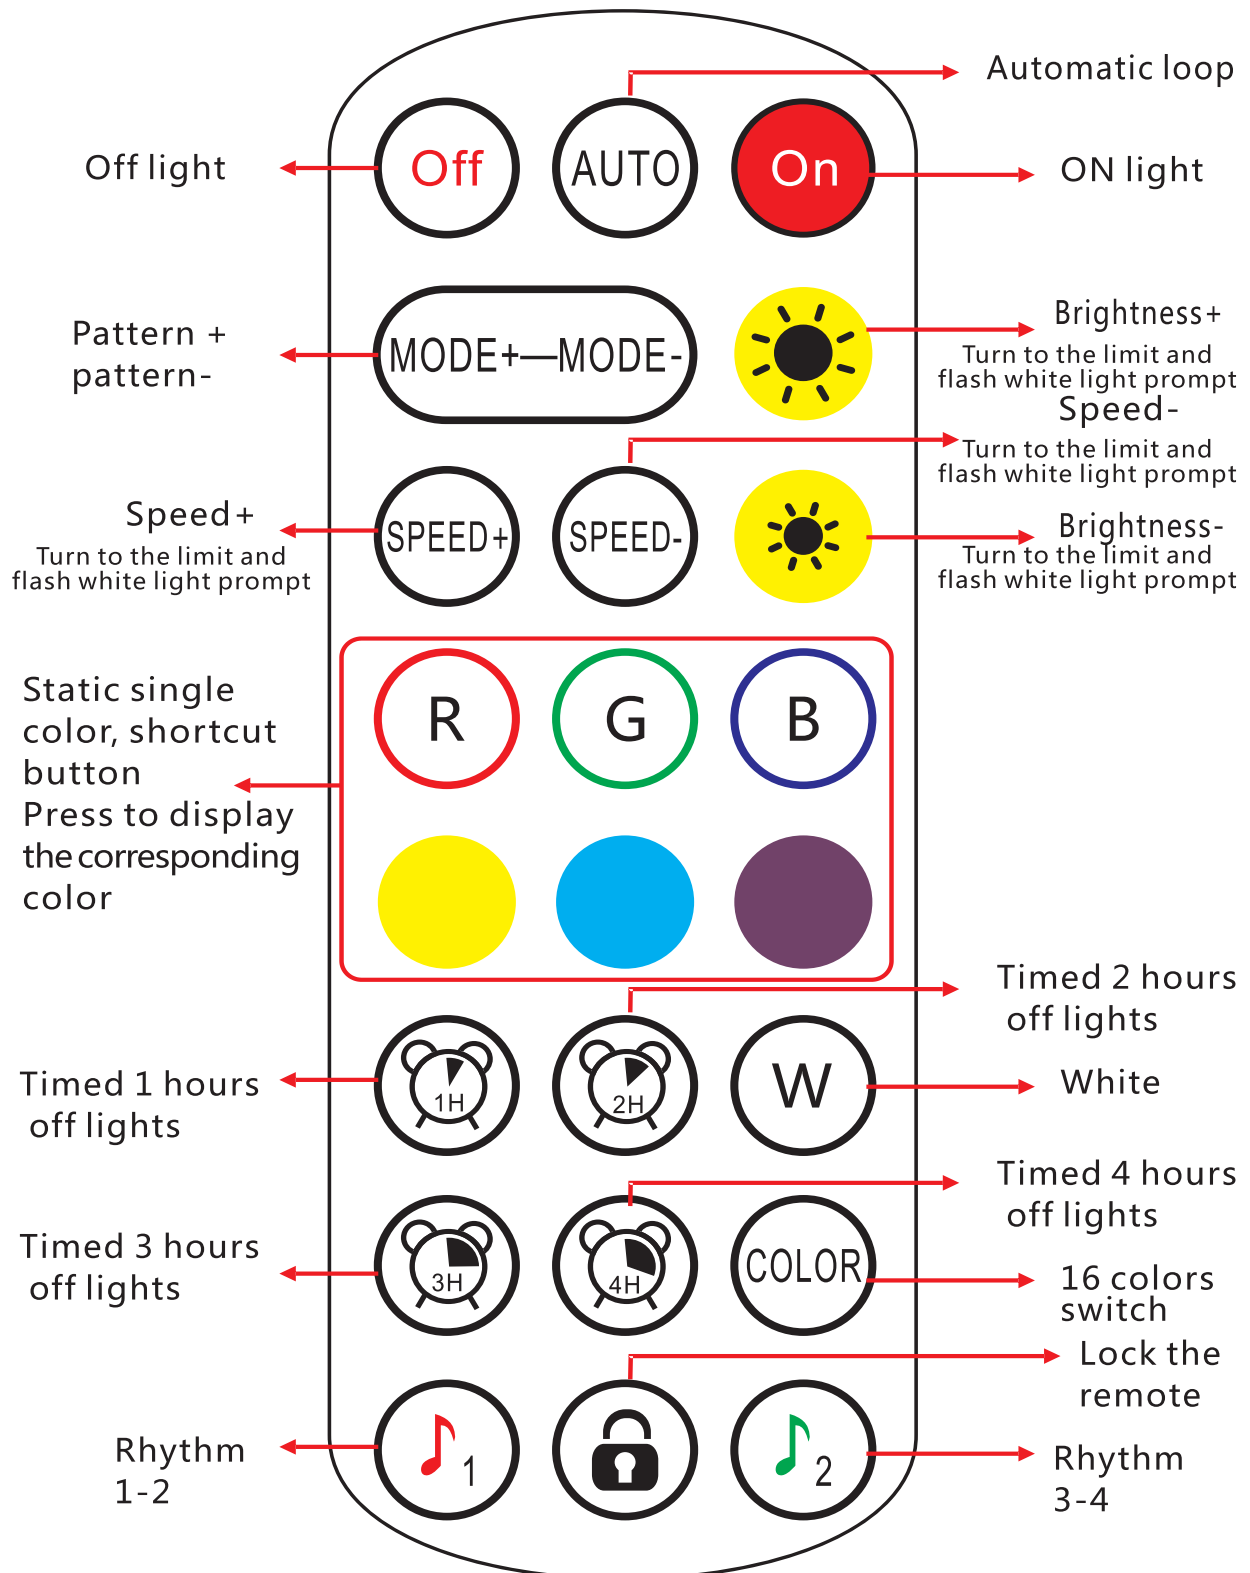 Automatic loop
Off light
Off
AUTO
On
ON light
Pattern +
pattern-
MODE+—MODE-
Brightness+
Turn to the limit and
flash white light prompt
Speed-
Turn to the limit and
flash white light prompt
Speed+
Turn to the limit and
flash white light prompt
SPEED+
SPEED-
Brightness-
Turn to the limit and
flash white light prompt
Static single
color, shortcut
button
Press to display
the corresponding
color
R
G
B
Timed 2 hours
off lights
Timed 1 hours
off lights
1H
2H
W
White
Timed 4 hours
off lights
Timed 3 hours
off lights
3H
4H
COLOR
16 colors
switch
Lock the
remote
Rhythm
1-2
1
2
Rhythm
3-4